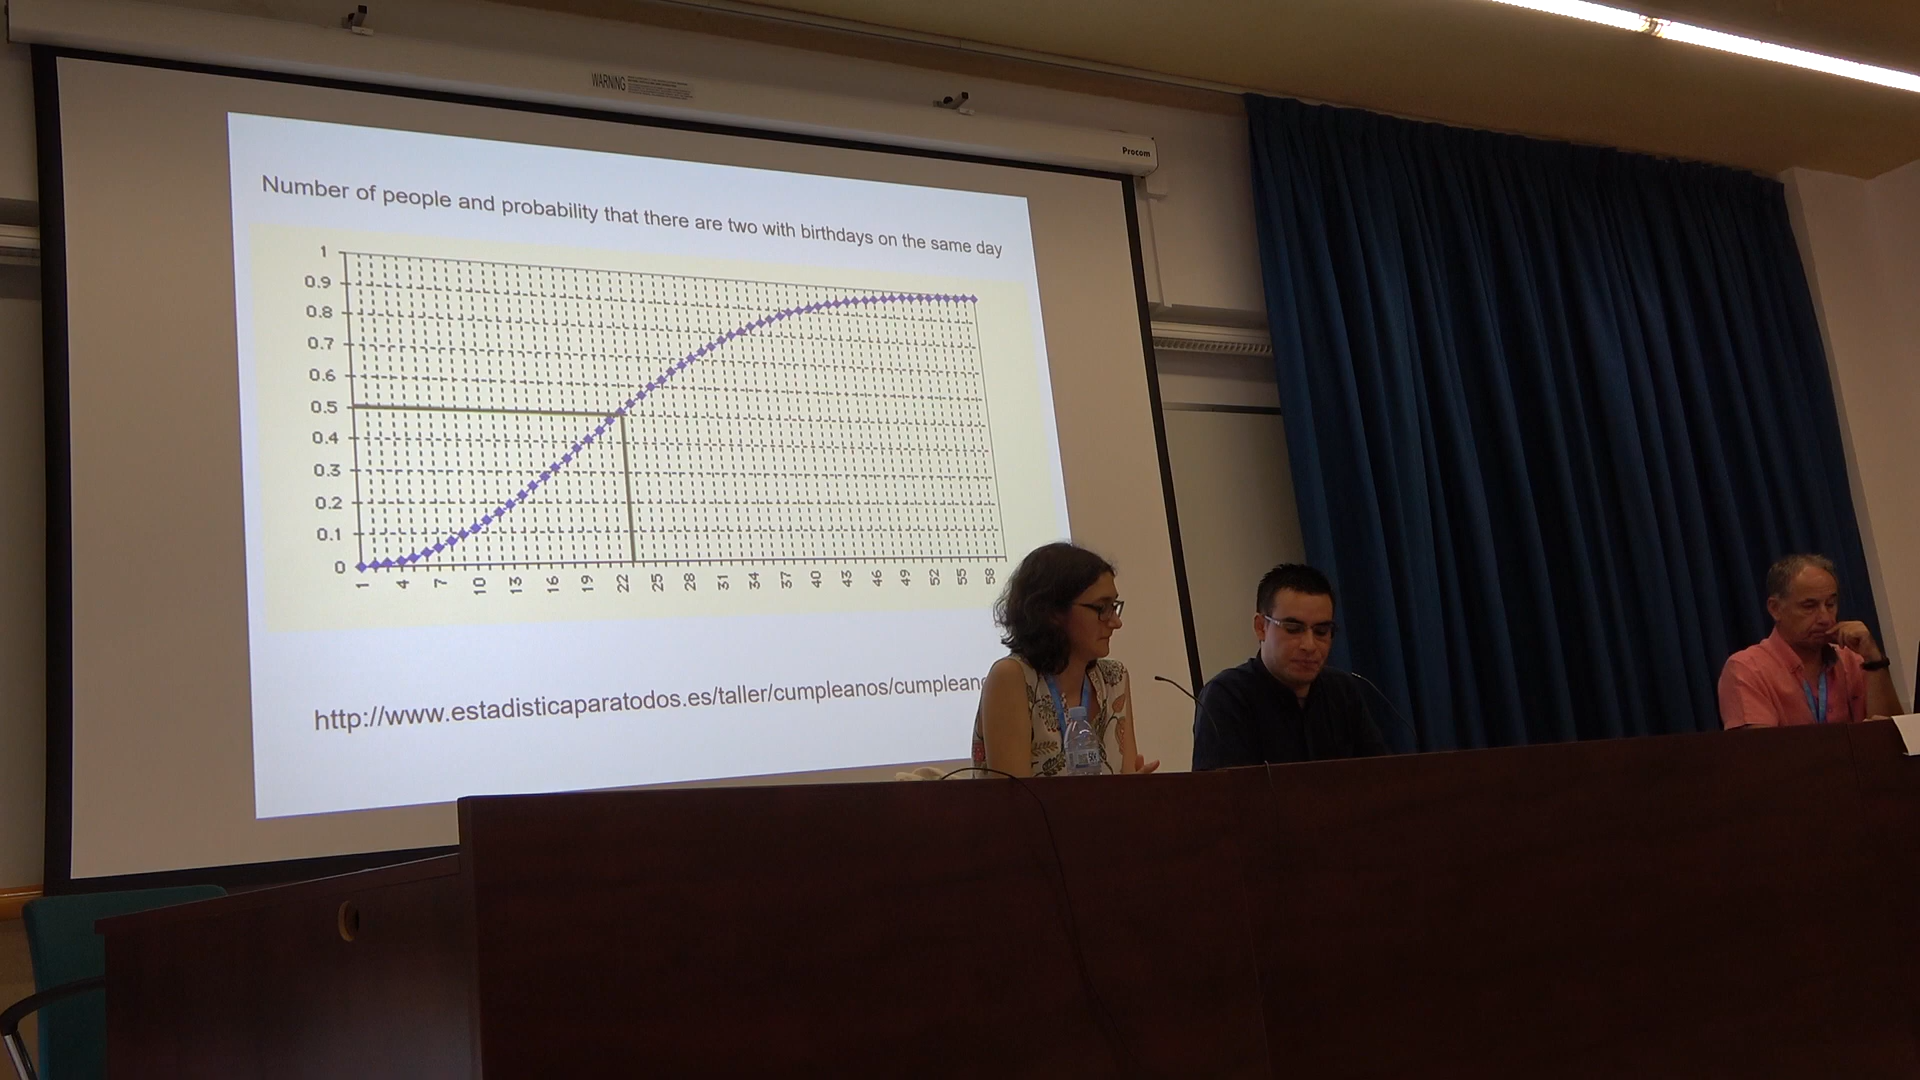 WARNING
Procom
Number of people and probability that there are two with birthdays on the same day
1
0.9
0.8
0.7
0.6
0.5
0.4
0.3
0.2
0.1
0
1 4 7 10 13 16 19 22 25 28 31 34 37 40 43 46 49 52 55 58
http://www.estadisticaparatodos.es/taller/cumpleanos/cumplean